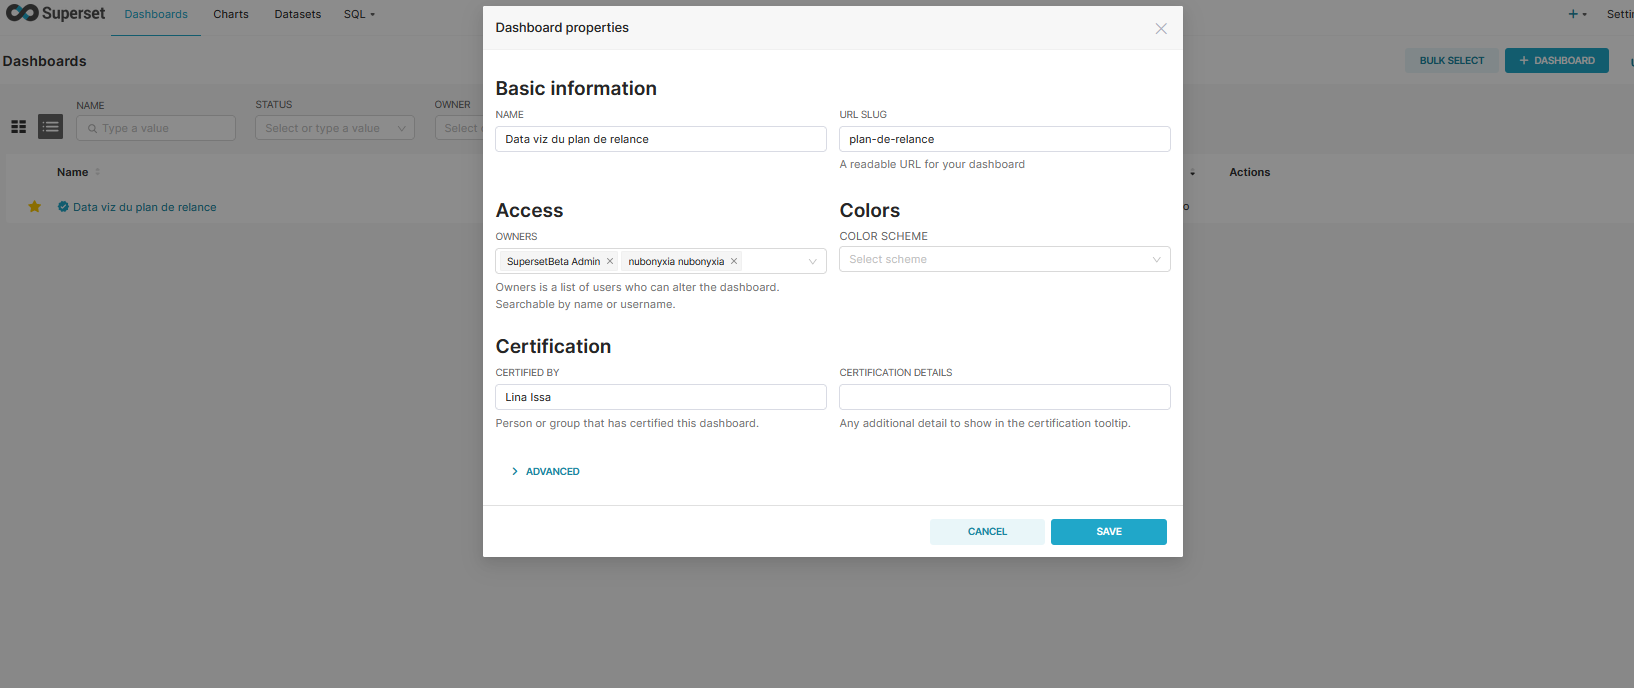 Superset Dashboards Charts Datasets SQL
Dashboards
BULK SELECT + DASHBOARD
NAME STATUS OWNER
Type a value Select or type a value Select
Name Actions
Data viz du plan de relance
Dashboard properties
Basic information
NAME URL SLUG
Data viz du plan de relance plan-de-relance
A readable URL for your dashboard
Access Colors
OWNERS COLOR SCHEME
SupersetBeta Admin × nubonyxia nubonyxia × Select scheme
Owners is a list of users who can alter the dashboard.
Searchable by name or username.
Certification
CERTIFIED BY CERTIFICATION DETAILS
Lina Issa
Person or group that has certified this dashboard. Any additional detail to show in the certification tooltip.
ADVANCED
CANCEL SAVE